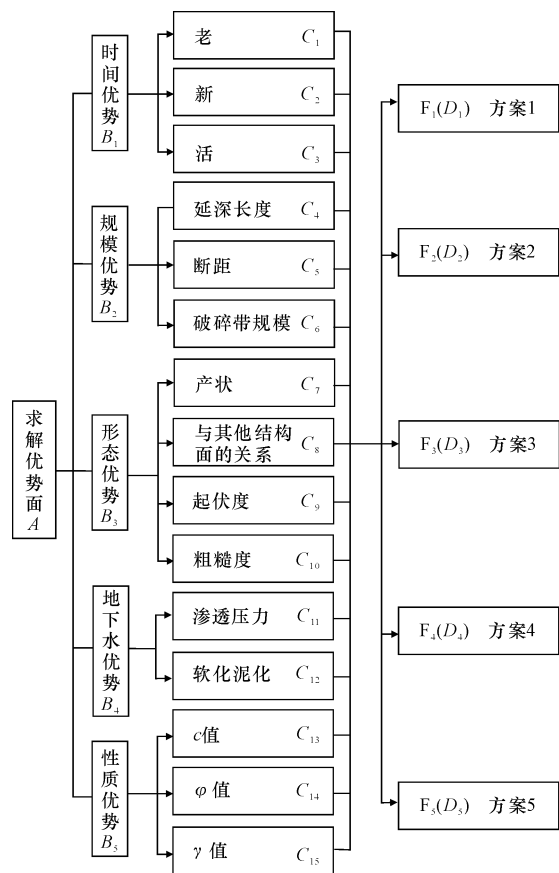 求解优势面A
时间优势B₁
规模优势B₂
形态优势B₃
地下水优势B₄
性质优势B₅
老 C₁
新 C₂
活 C₃
延深长度 C₄
断距 C₅
破碎带规模 C₆
产状 C₇
与其他结构
面的关系 C₈
起伏度 C₉
粗糙度 C₁₀
渗透压力 C₁₁
软化泥化 C₁₂
c值 C₁₃
φ值 C₁₄
γ值 C₁₅
F₁(D₁) 方案1
F₂(D₂) 方案2
F₃(D₃) 方案3
F₄(D₄) 方案4
F₅(D₅) 方案5